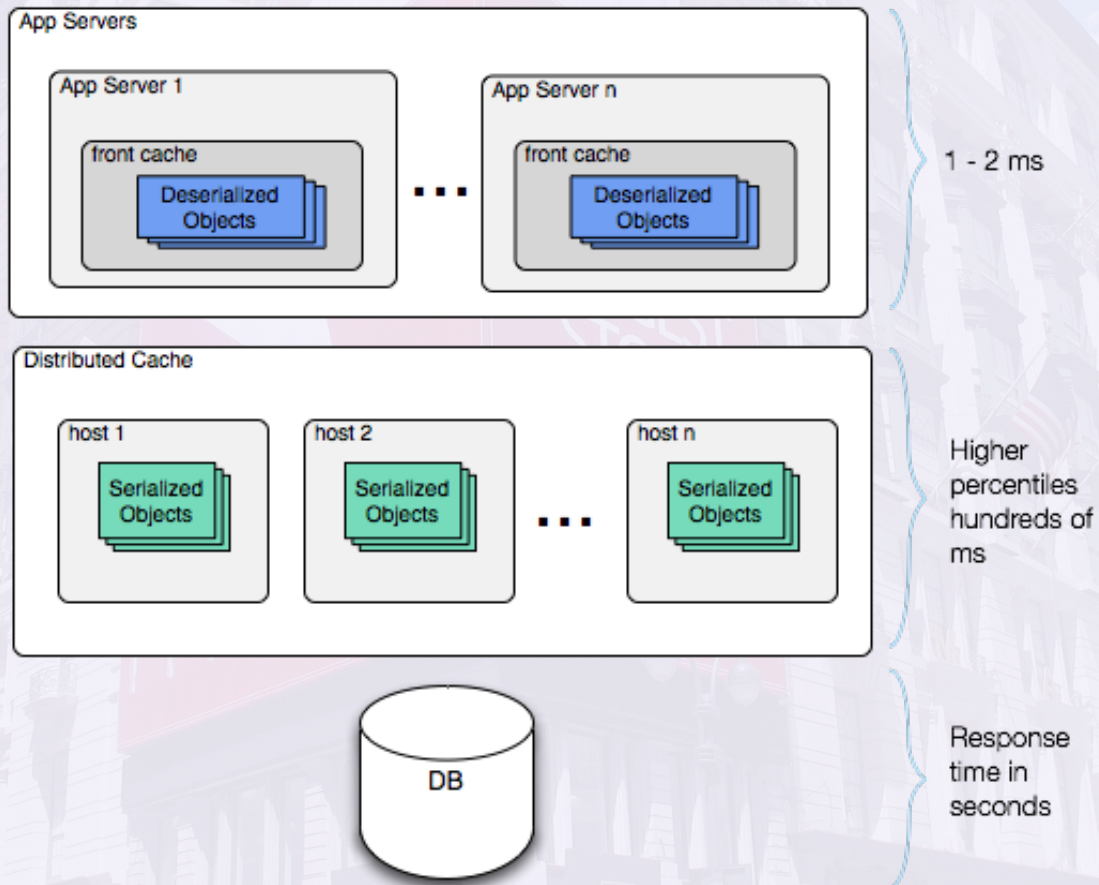 App Servers
App Server 1
front cache
Deserialized
Objects
...
App Server n
front cache
Deserialized
Objects
1 - 2 ms
Distributed Cache
host 1
Serialized
Objects
host 2
Serialized
Objects
...
host n
Serialized
Objects
Higher
percentiles
hundreds of
ms
DB
Response
time in
seconds